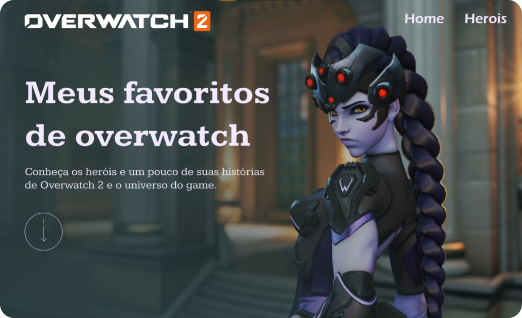 OVERWATCH 2
Home Herois
Meus favoritos
de overwatch
Conheça os heróis e um pouco de suas histórias
de Overwatch 2 e o universo do game.
W